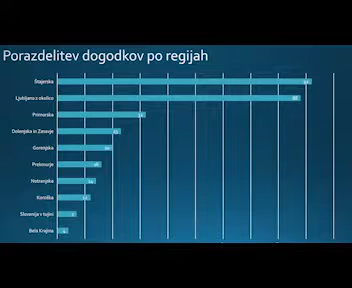 Porazdelitev dogodkov po regijah
Štajerska
Ljubljana z okolico
Primorska
Dolenjska in Zasavje
Gorenjska
Prekmurje
Notranjska
Koroška
Slovenija v tujini
Bela Krajina